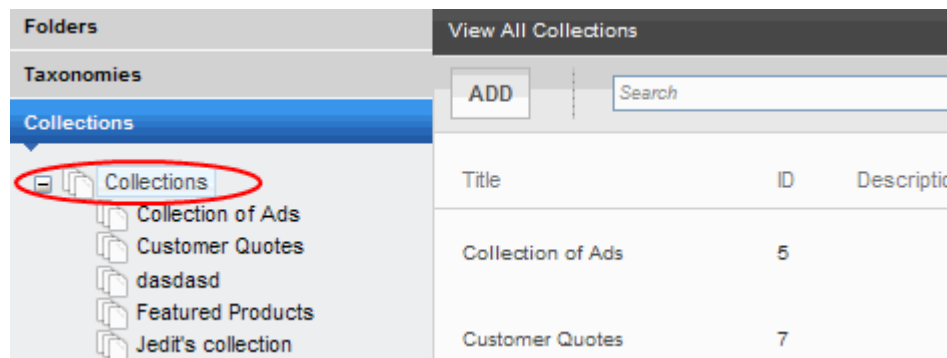 Folders
Taxonomies
Collections
Collections
Collection of Ads
Customer Quotes
dasdasd
Featured Products
Jedit's collection
View All Collections
ADD Search
Title ID Descriptio
Collection of Ads 5
Customer Quotes 7